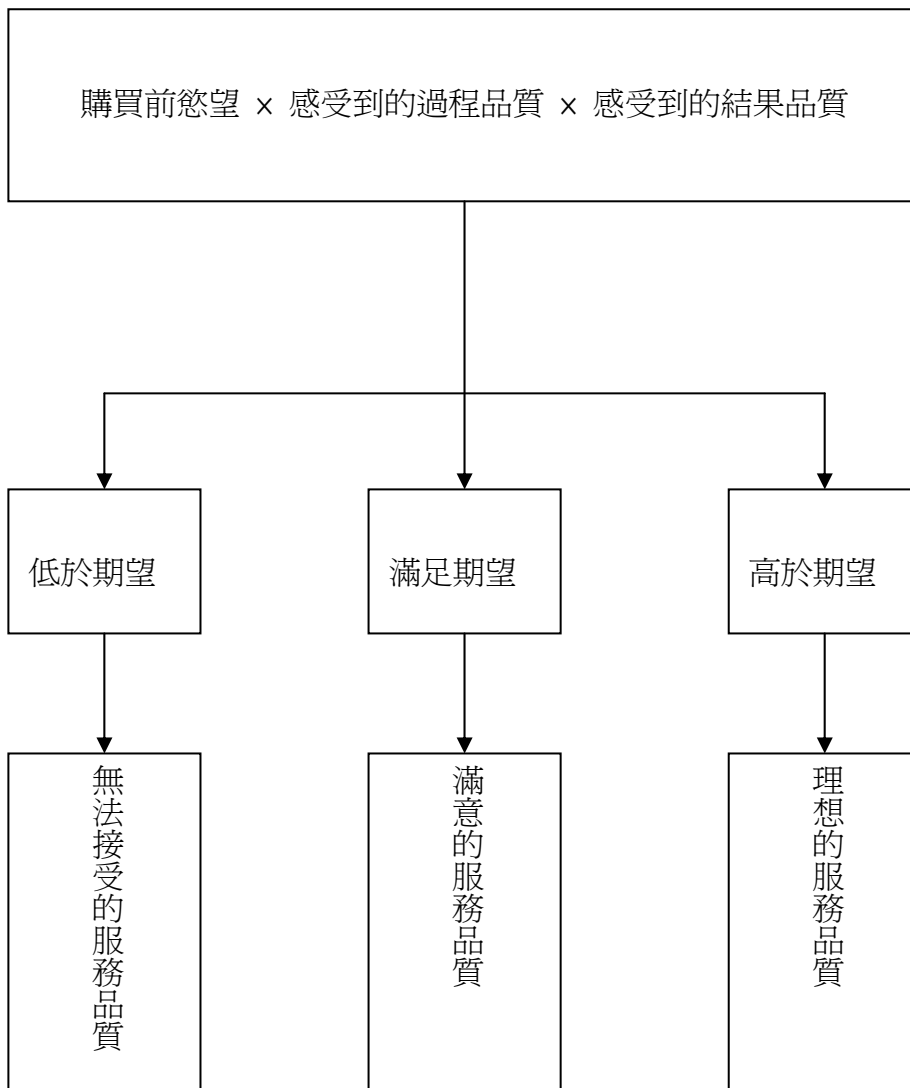 購買前慾望 x 感受到的過程品質 x 感受到的結果品質
低於期望
滿足期望
高於期望
無法接受的服務品質
滿意的服務品質
理想的服務品質